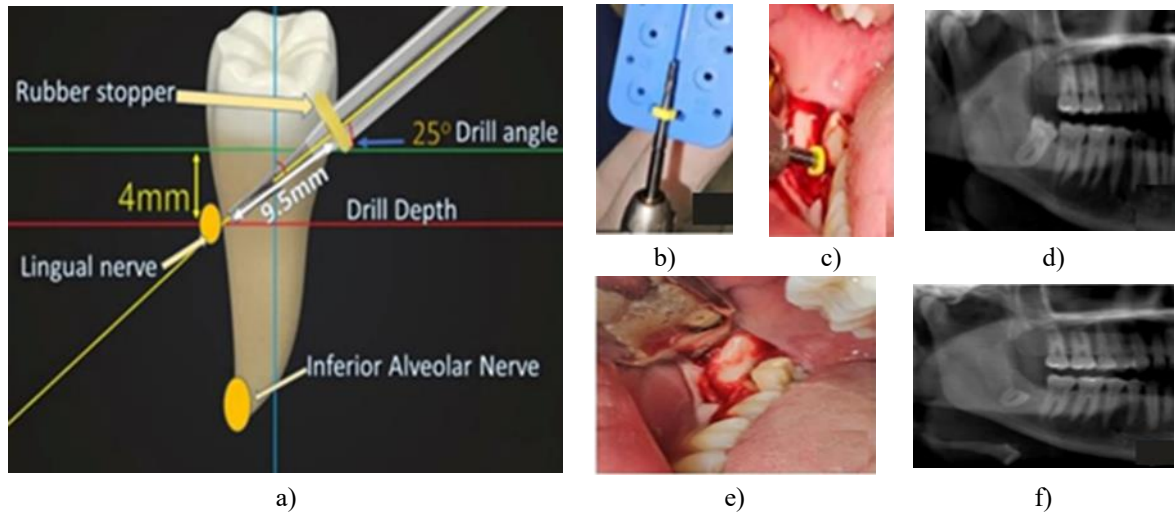 Rubber stopper
25° Drill angle
4mm
9.5mm
Drill Depth
Lingual nerve
Inferior Alveolar Nerve
a)
b)
c)
d)
e)
f)